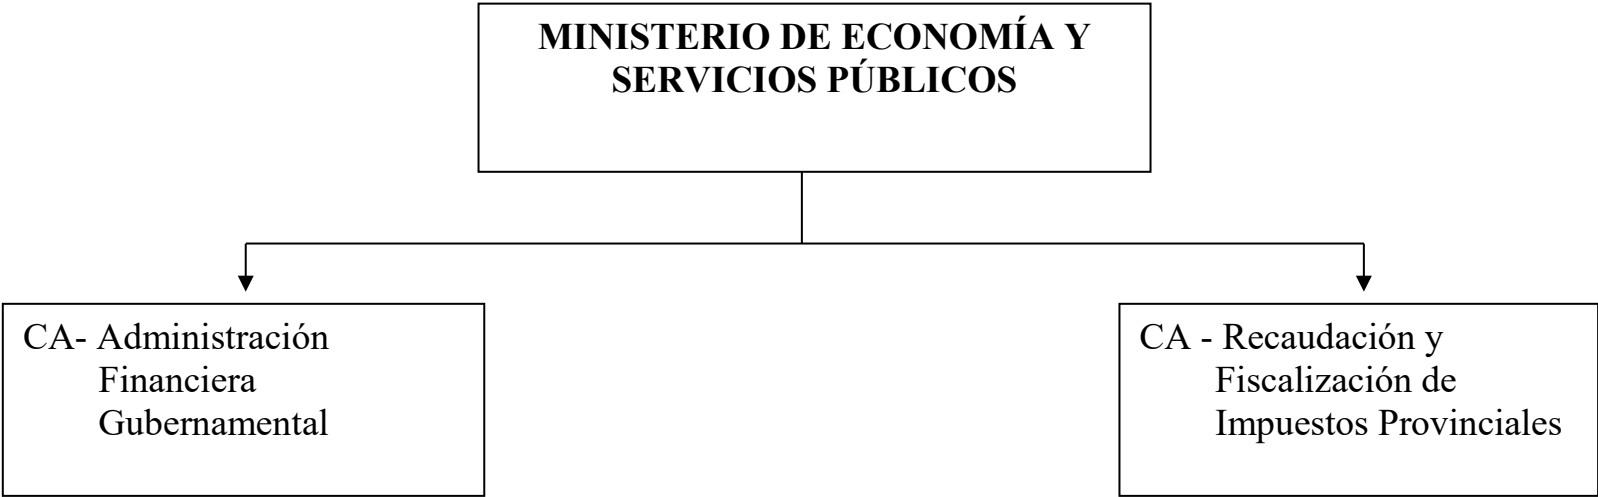 MINISTERIO DE ECONOMÍA Y
SERVICIOS PÚBLICOS
CA- Administración
Financiera
Gubernamental
CA - Recaudación y
Fiscalización de
Impuestos Provinciales